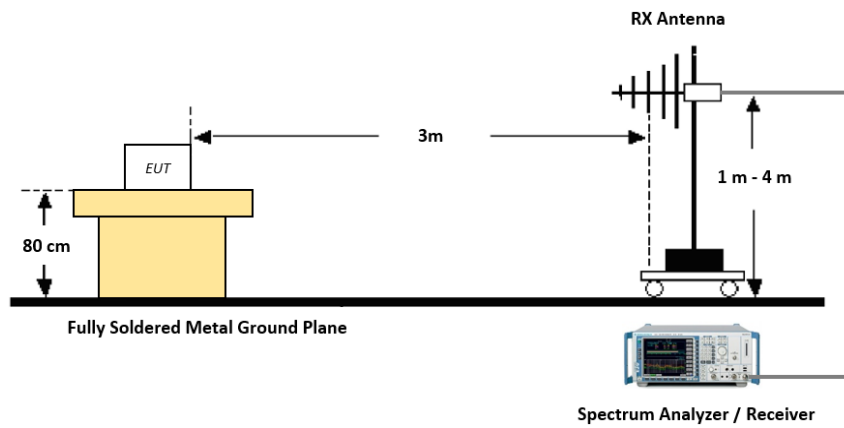 RX Antenna
3m
EUT
1 m - 4 m
80 cm
Fully Soldered Metal Ground Plane
Spectrum Analyzer / Receiver